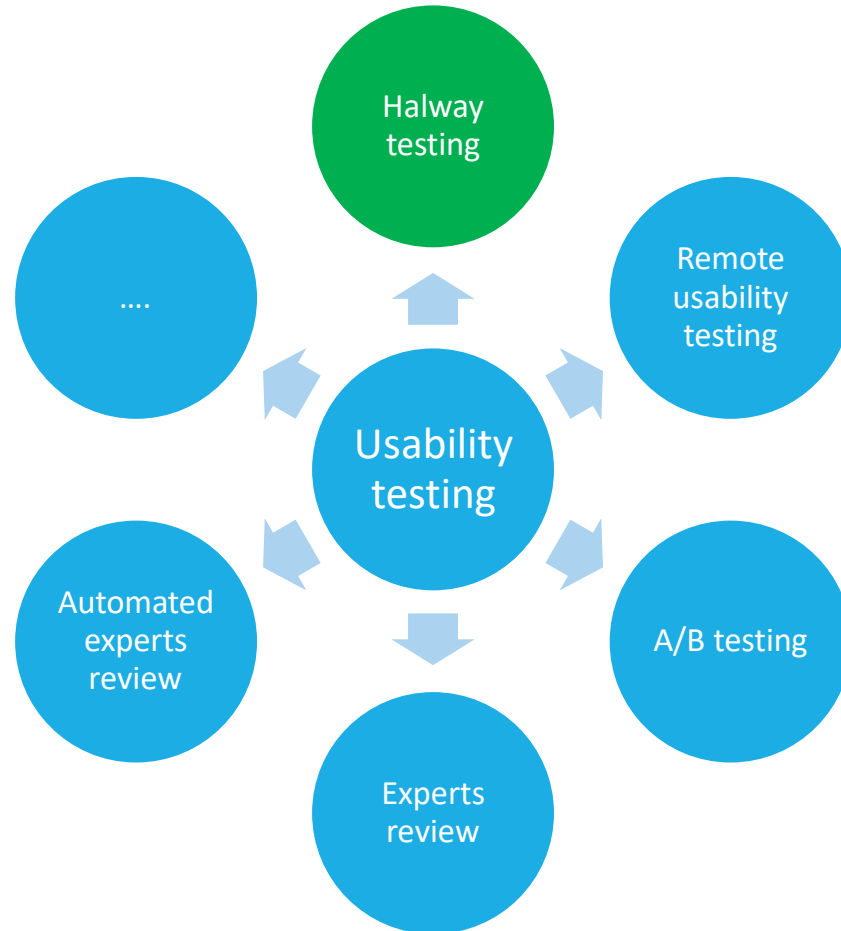 Halway
testing
Remote
usability
testing
....
Usability
testing
Automated
experts
review
A/B testing
Experts
review